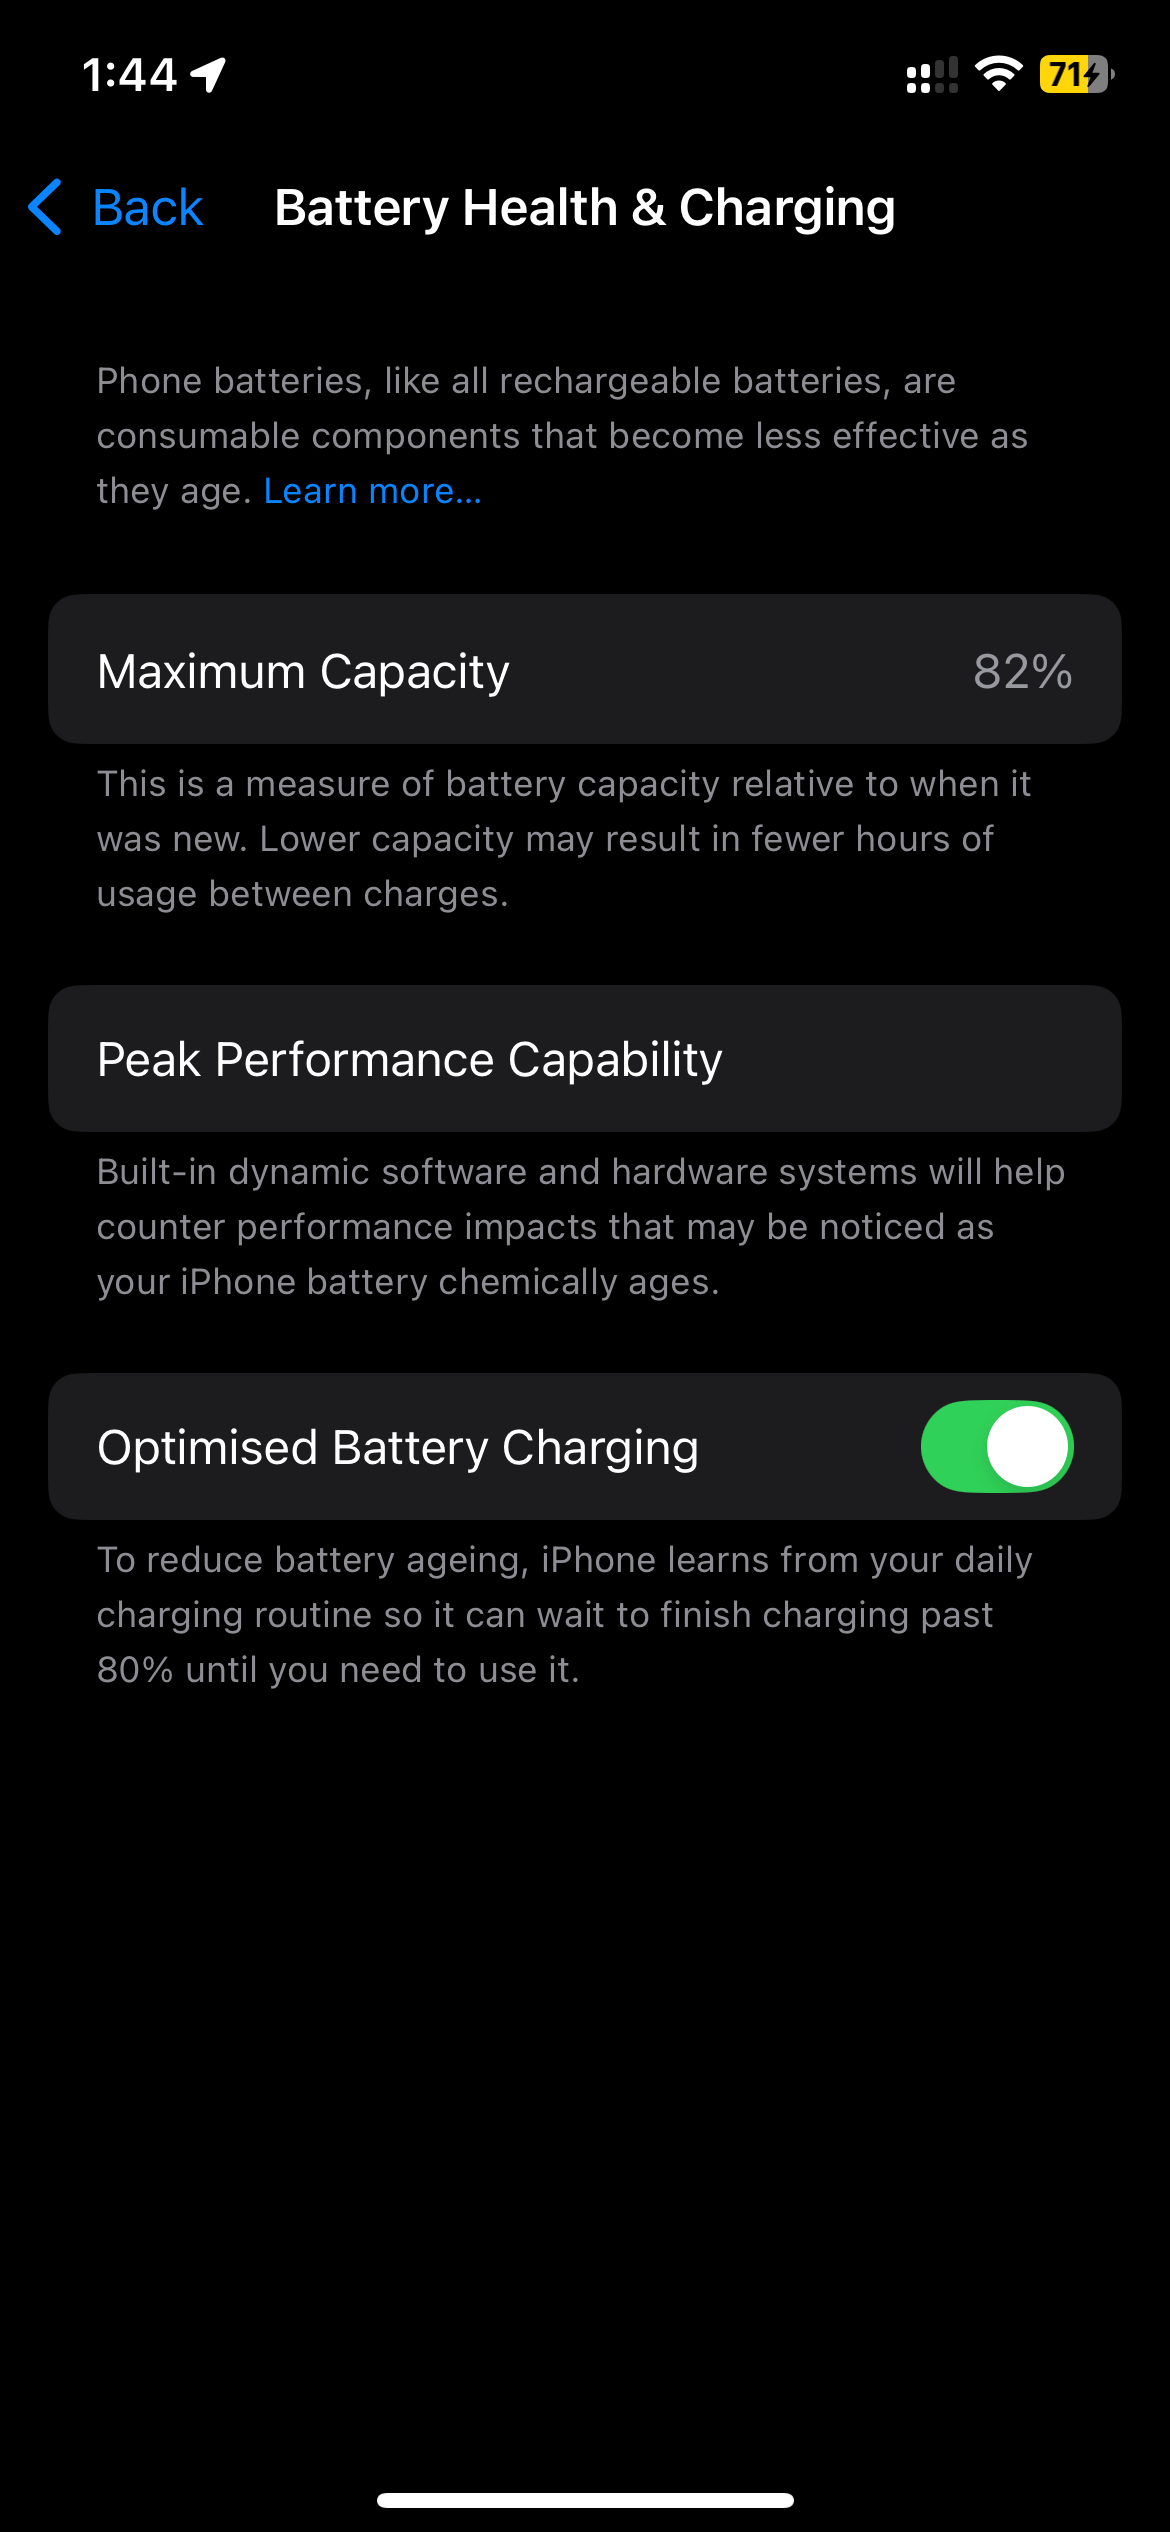 1:44
71
Back
Battery Health & Charging
Phone batteries, like all rechargeable batteries, are
consumable components that become less effective as
they age. Learn more...
Maximum Capacity 82%
This is a measure of battery capacity relative to when it
was new. Lower capacity may result in fewer hours of
usage between charges.
Peak Performance Capability
Built-in dynamic software and hardware systems will help
counter performance impacts that may be noticed as
your iPhone battery chemically ages.
Optimised Battery Charging
To reduce battery ageing, iPhone learns from your daily
charging routine so it can wait to finish charging past
80% until you need to use it.